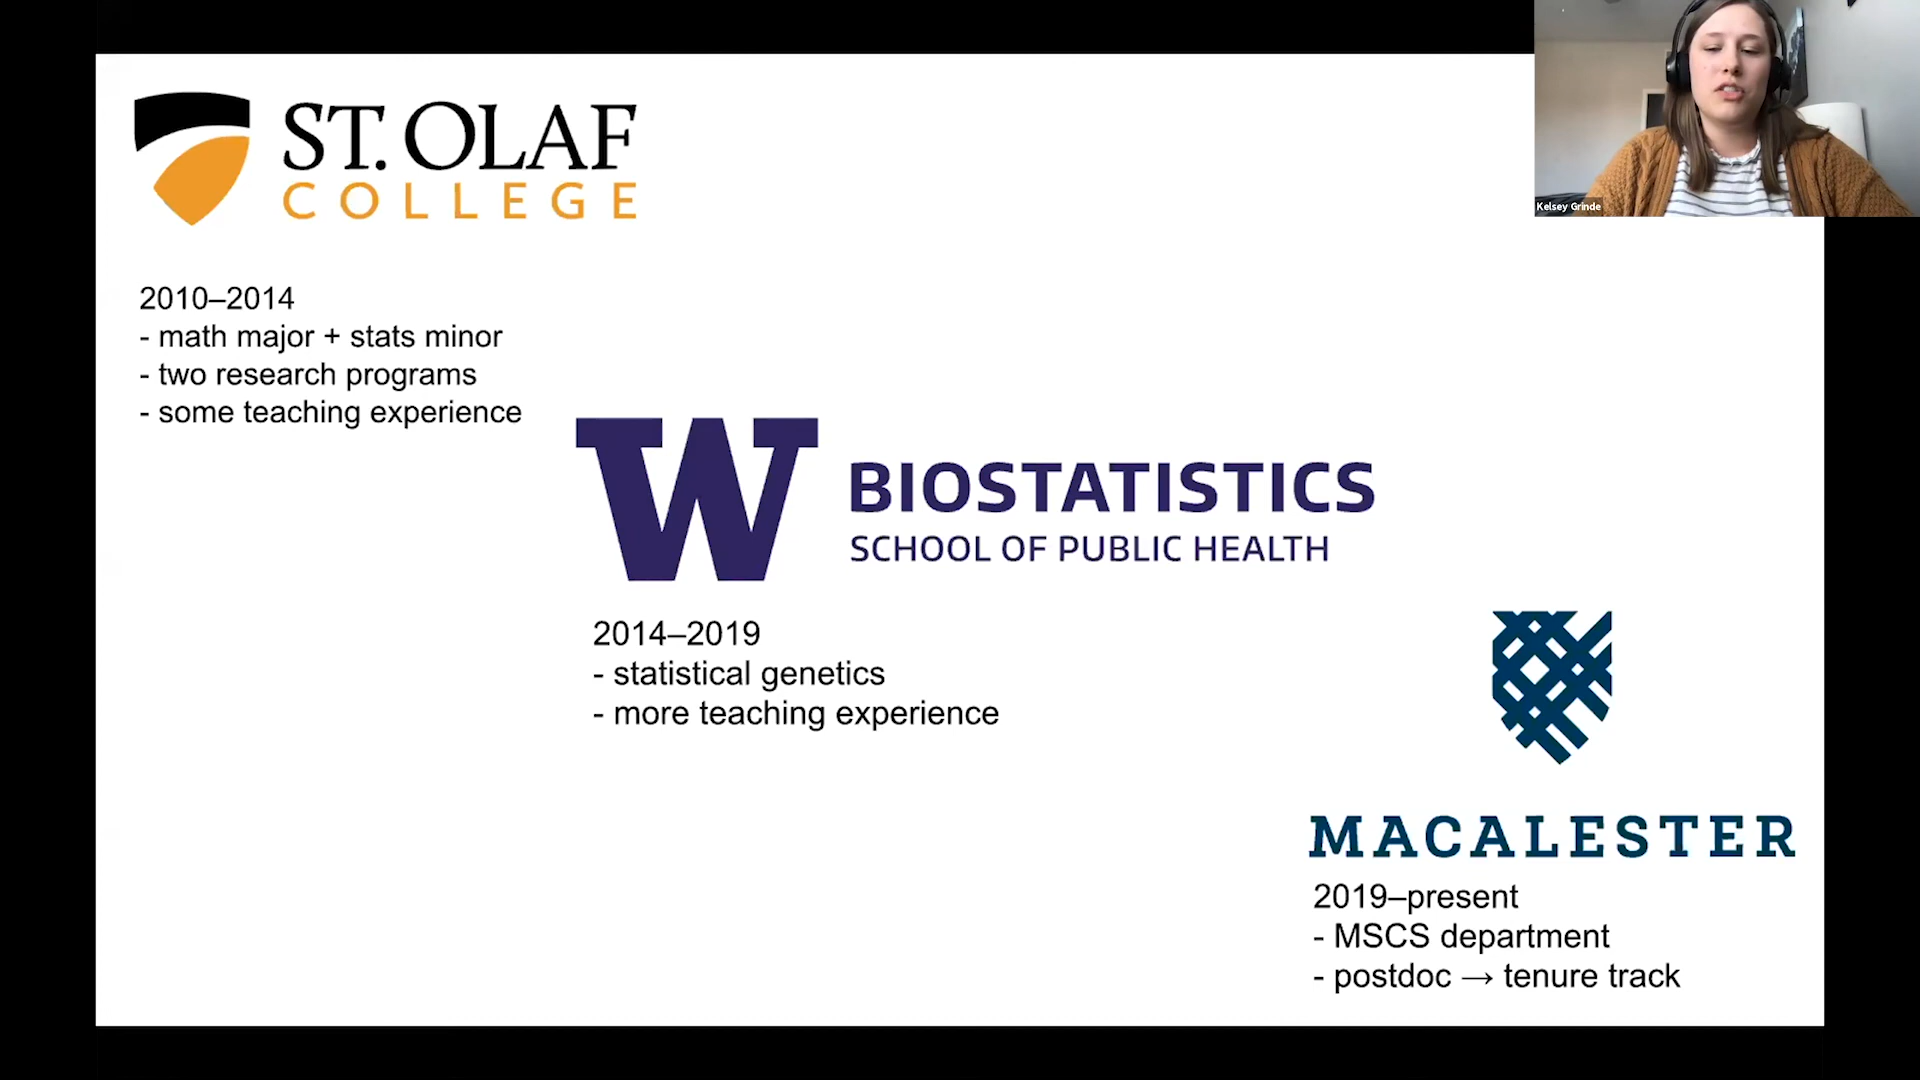 ST. OLAF
COLLEGE
Kelsey Grinde
2010–2014
- math major + stats minor
- two research programs
- some teaching experience
W
BIOSTATISTICS
SCHOOL OF PUBLIC HEALTH
2014–2019
- statistical genetics
- more teaching experience
MACALESTER
2019–present
- MSCS department
- postdoc → tenure track